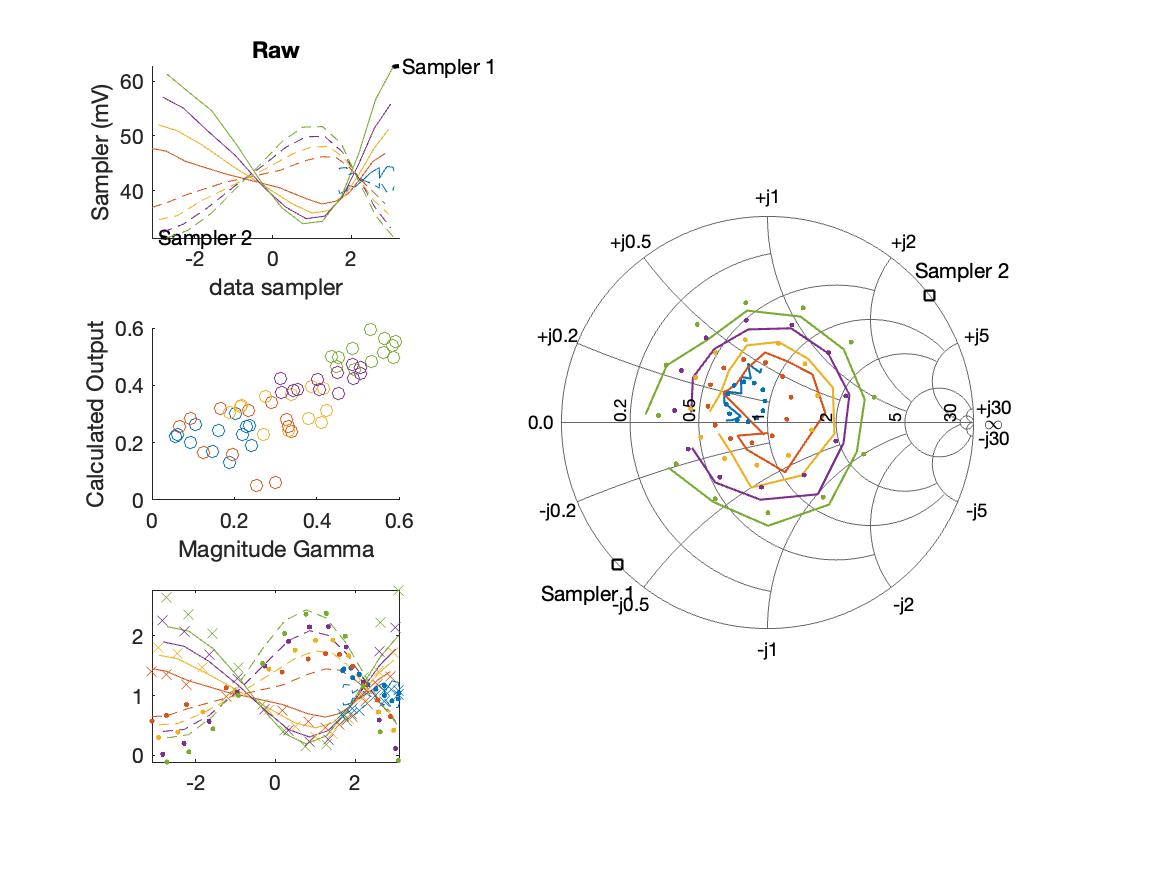 Raw
Sampler 1
60
50
40
Sampler (mV)
Sampler 2
-2
0
2
data sampler
0.6
0.4
0.2
0
Calculated Output
0
0.2
0.4
0.6
Magnitude Gamma
2
1
0
-2
0
2
+j1
+j0.5
+j2
Sampler 2
+j0.2
+j5
0.0
0.2
0.5
1
2
5
30
+j30
∞
-j30
-j0.2
-j5
Sampler 1
-j0.5
-j2
-j1